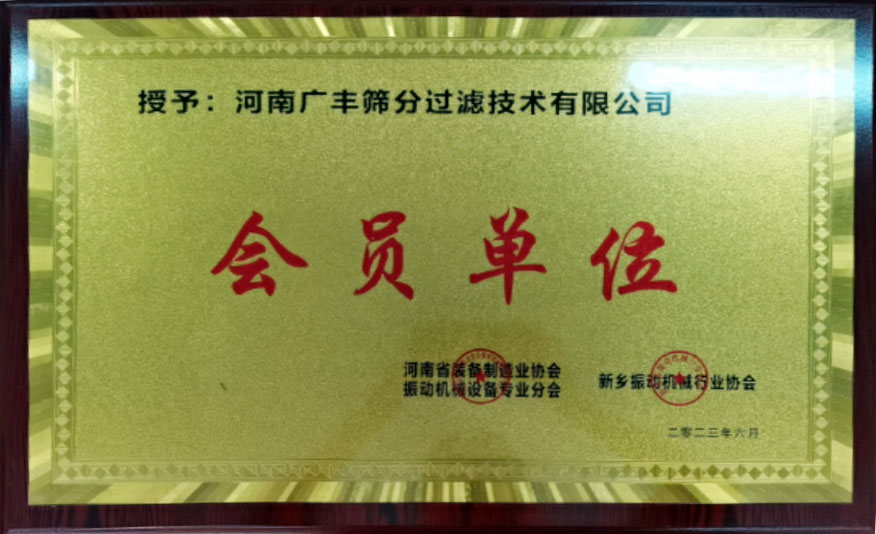 授予：河南广丰筛分过滤技术有限公司
会员单位
河南省装备制造业协会
振动机械设备专业分会
新乡振动机械行业协会
二零二三年六月